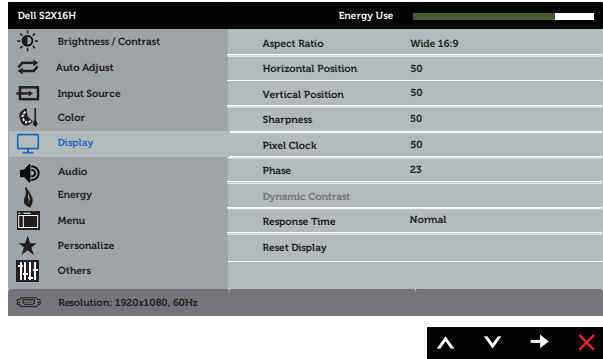 Dell S2X16H Energy Use
Brightness / Contrast Aspect Ratio Wide 16:9
Auto Adjust Horizontal Position 50
Input Source Vertical Position 50
Color Sharpness 50
Display Pixel Clock 50
Audio Phase 23
Energy Dynamic Contrast
Menu Response Time Normal
Personalize Reset Display
Others
Resolution: 1920x1080, 60Hz